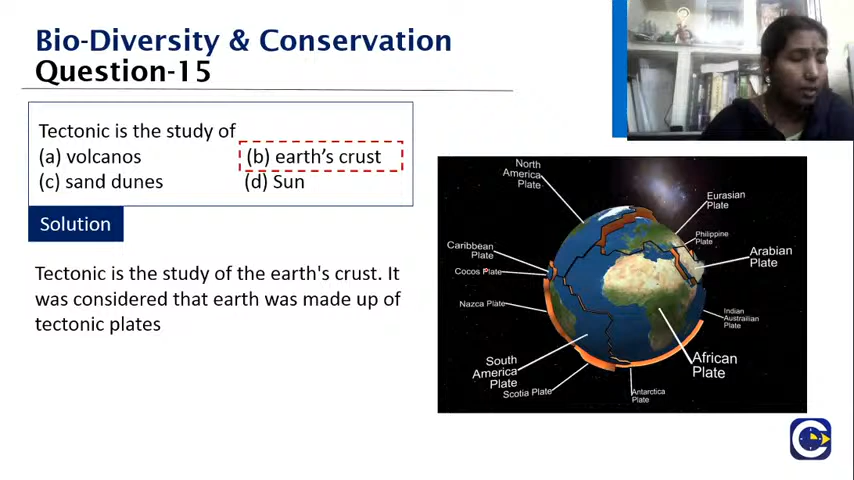 Bio-Diversity & Conservation
Question-15
Tectonic is the study of
(a) volcanos
(b) earth's crust
(c) sand dunes
(d) Sun
Solution
Tectonic is the study of the earth's crust. It
was considered that earth was made up of
tectonic plates
North
America
Plate
Eurasian
Plate
Philippine
Plate
Caribbean
Plate
Arabian
Plate
Cocos Plate
Nazca Plate
Indian
Austrailian
Plate
South
America
Plate
African
Plate
Scotia Plate
Antarctica
Plate